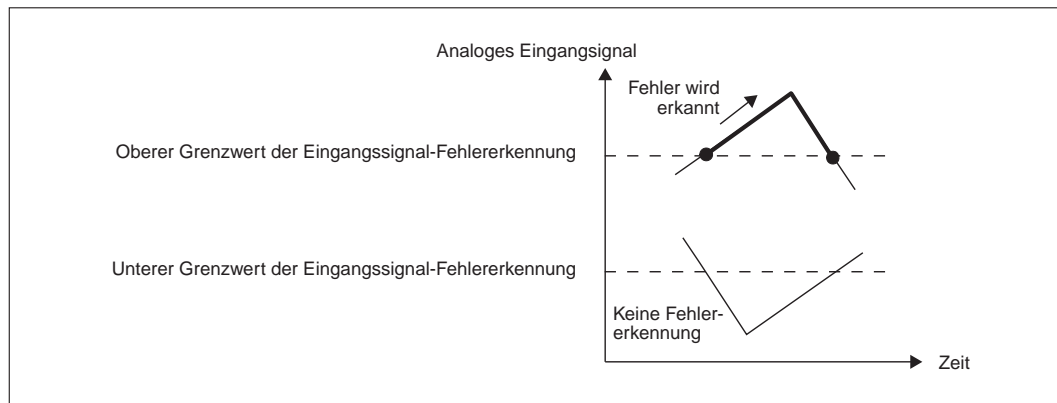 Analoges Eingangsignal
Fehler wird
erkannt
Oberer Grenzwert der Eingangssignal-Fehlererkennung
Unterer Grenzwert der Eingangssignal-Fehlererkennung
Keine Fehler-
erkennung
Zeit